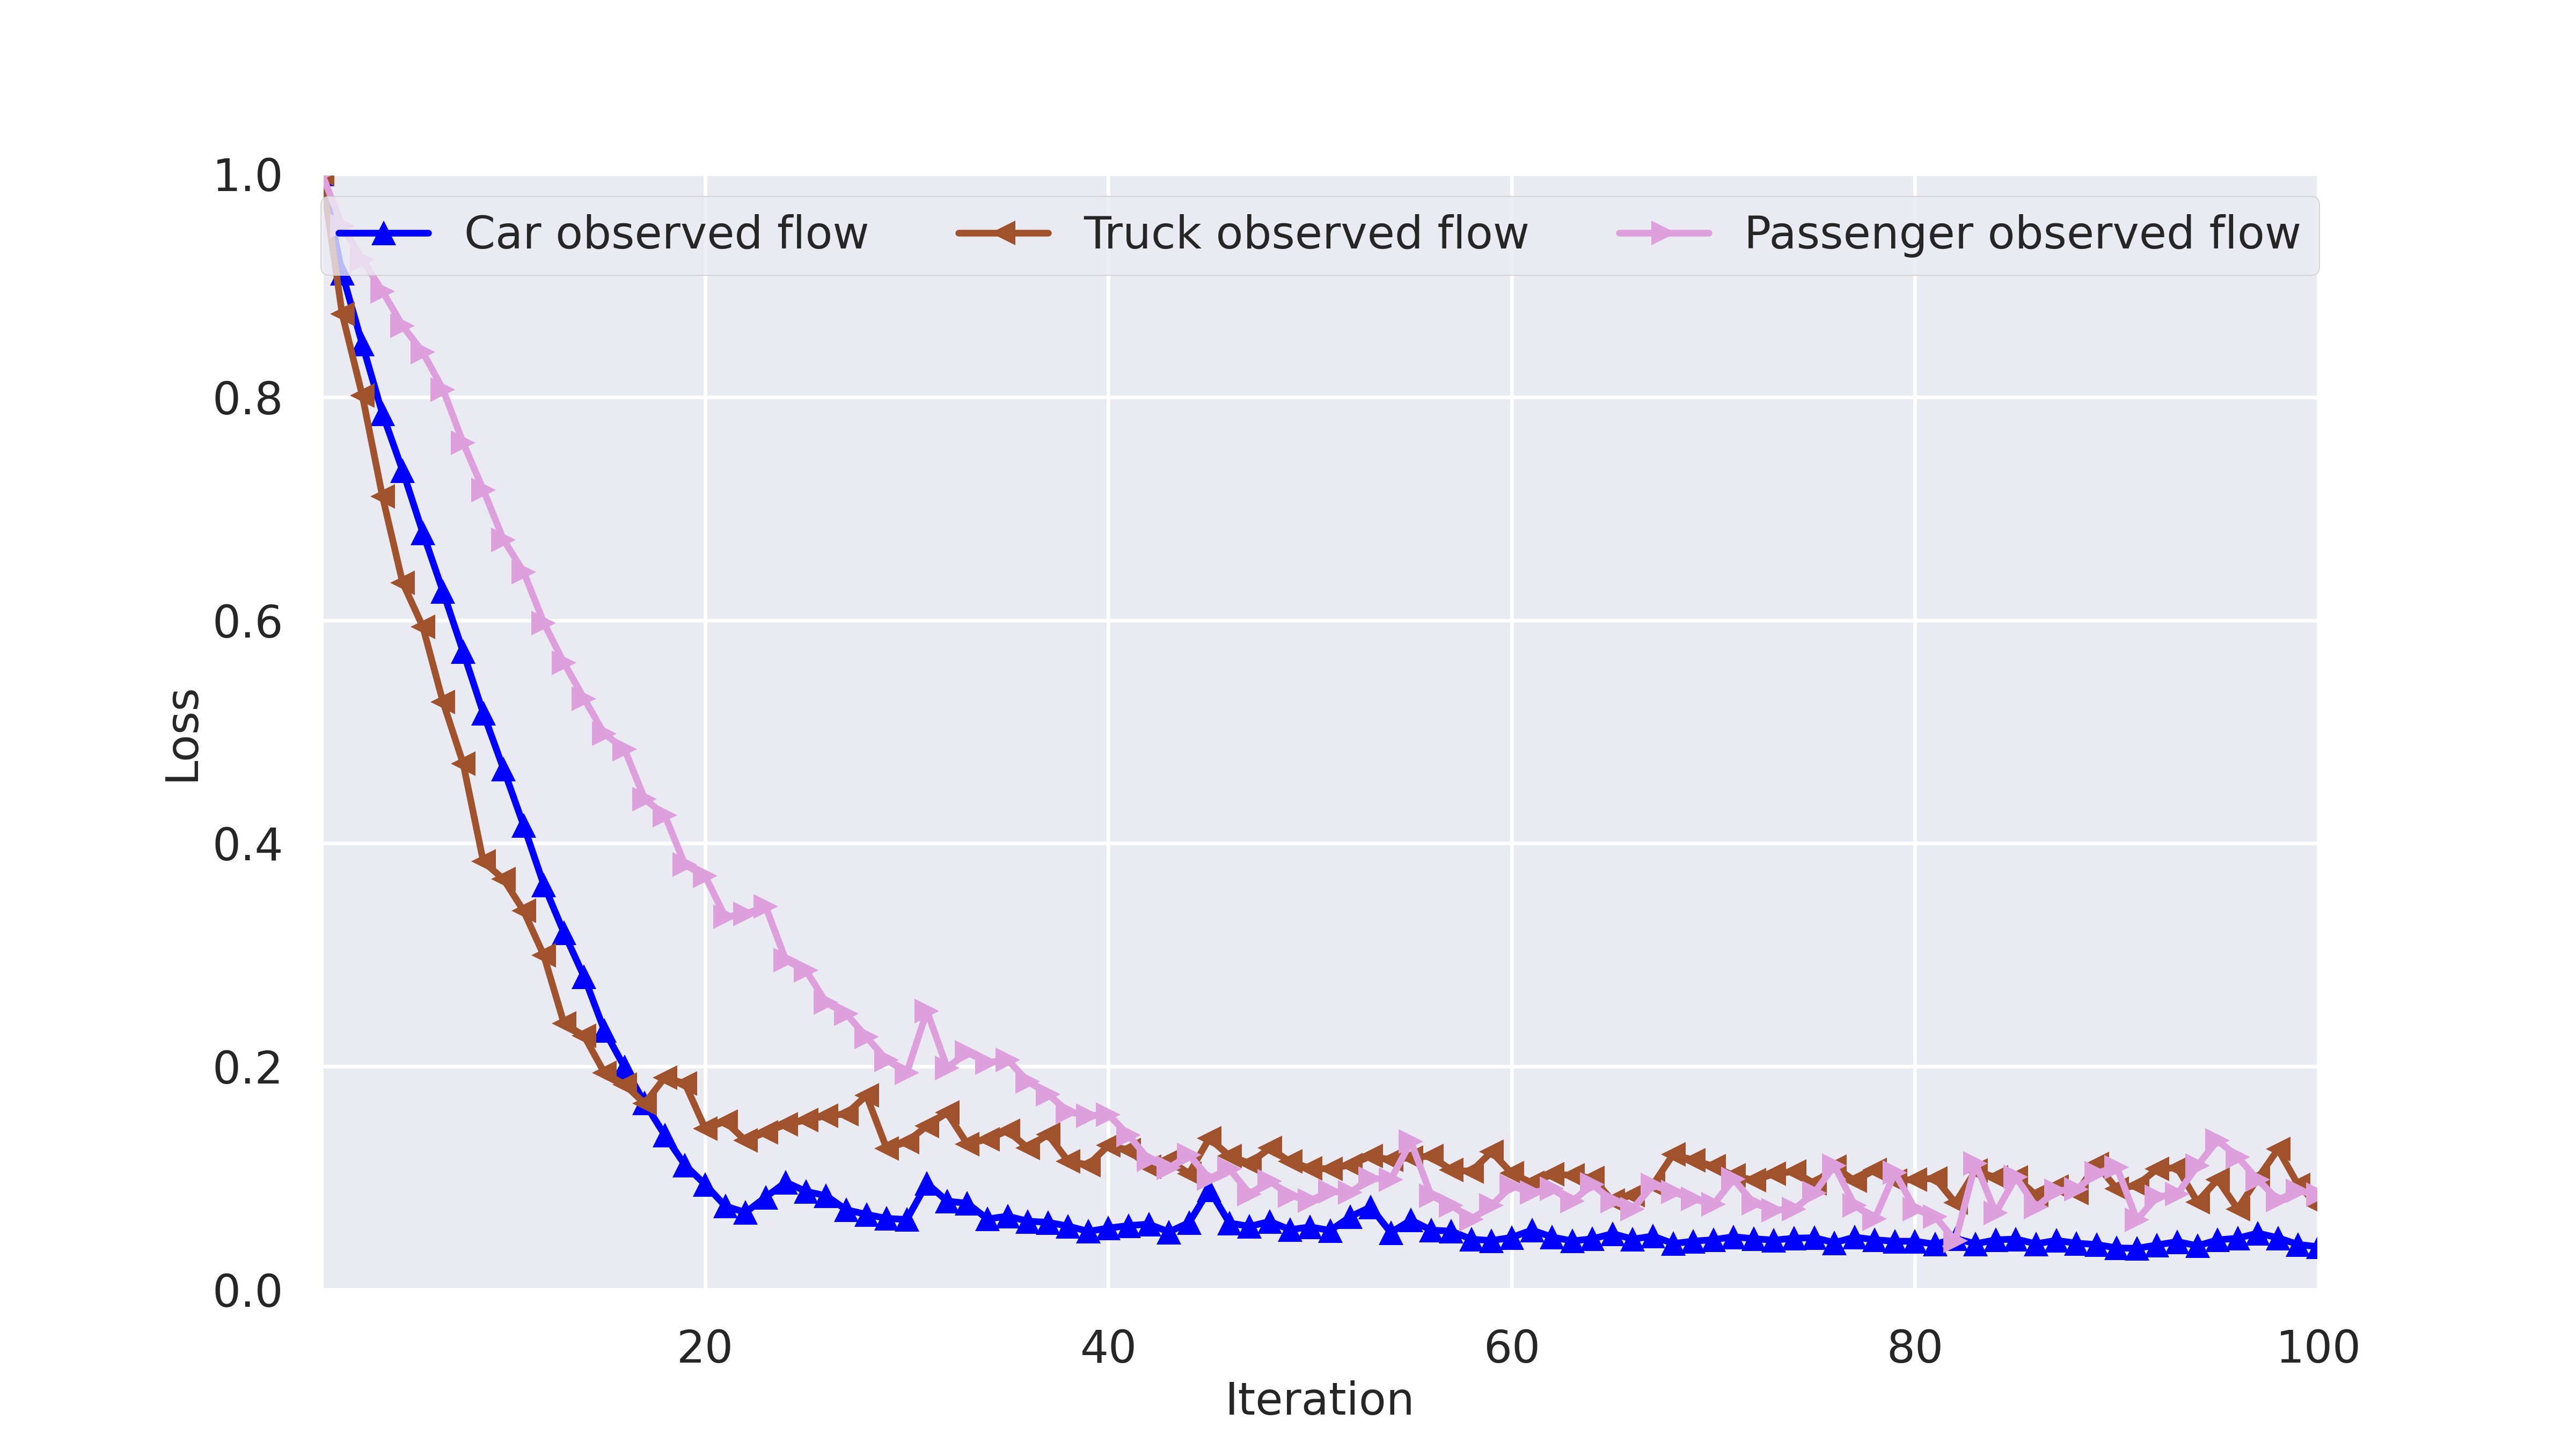 1.0
Car observed flow Truck observed flow Passenger observed flow
0.8
0.6
Loss
0.4
0.2
0.0
20 40 60 80 100
Iteration